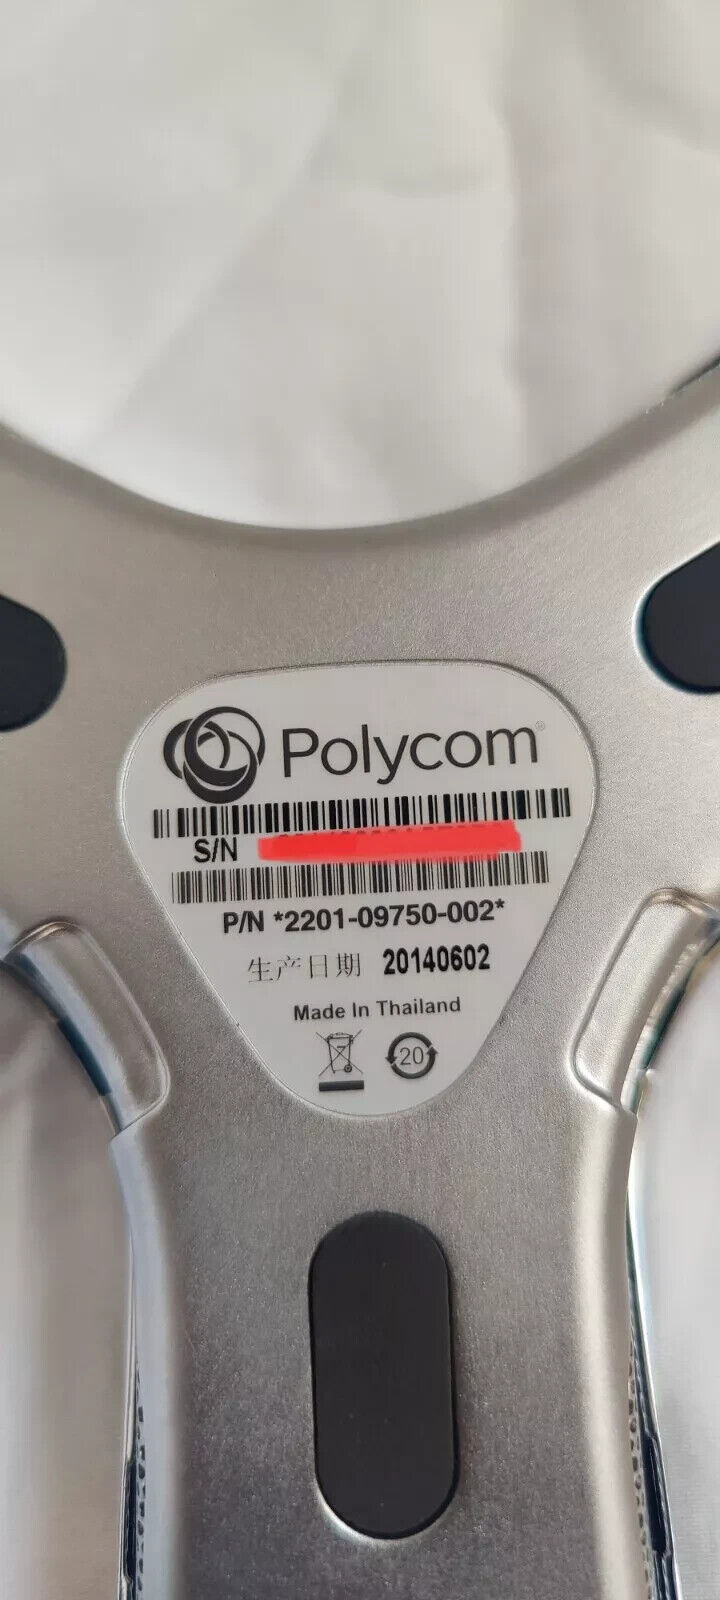 Polycom®
S/N
P/N *2201-09750-002*
生产日期 20140602
Made In Thailand
20